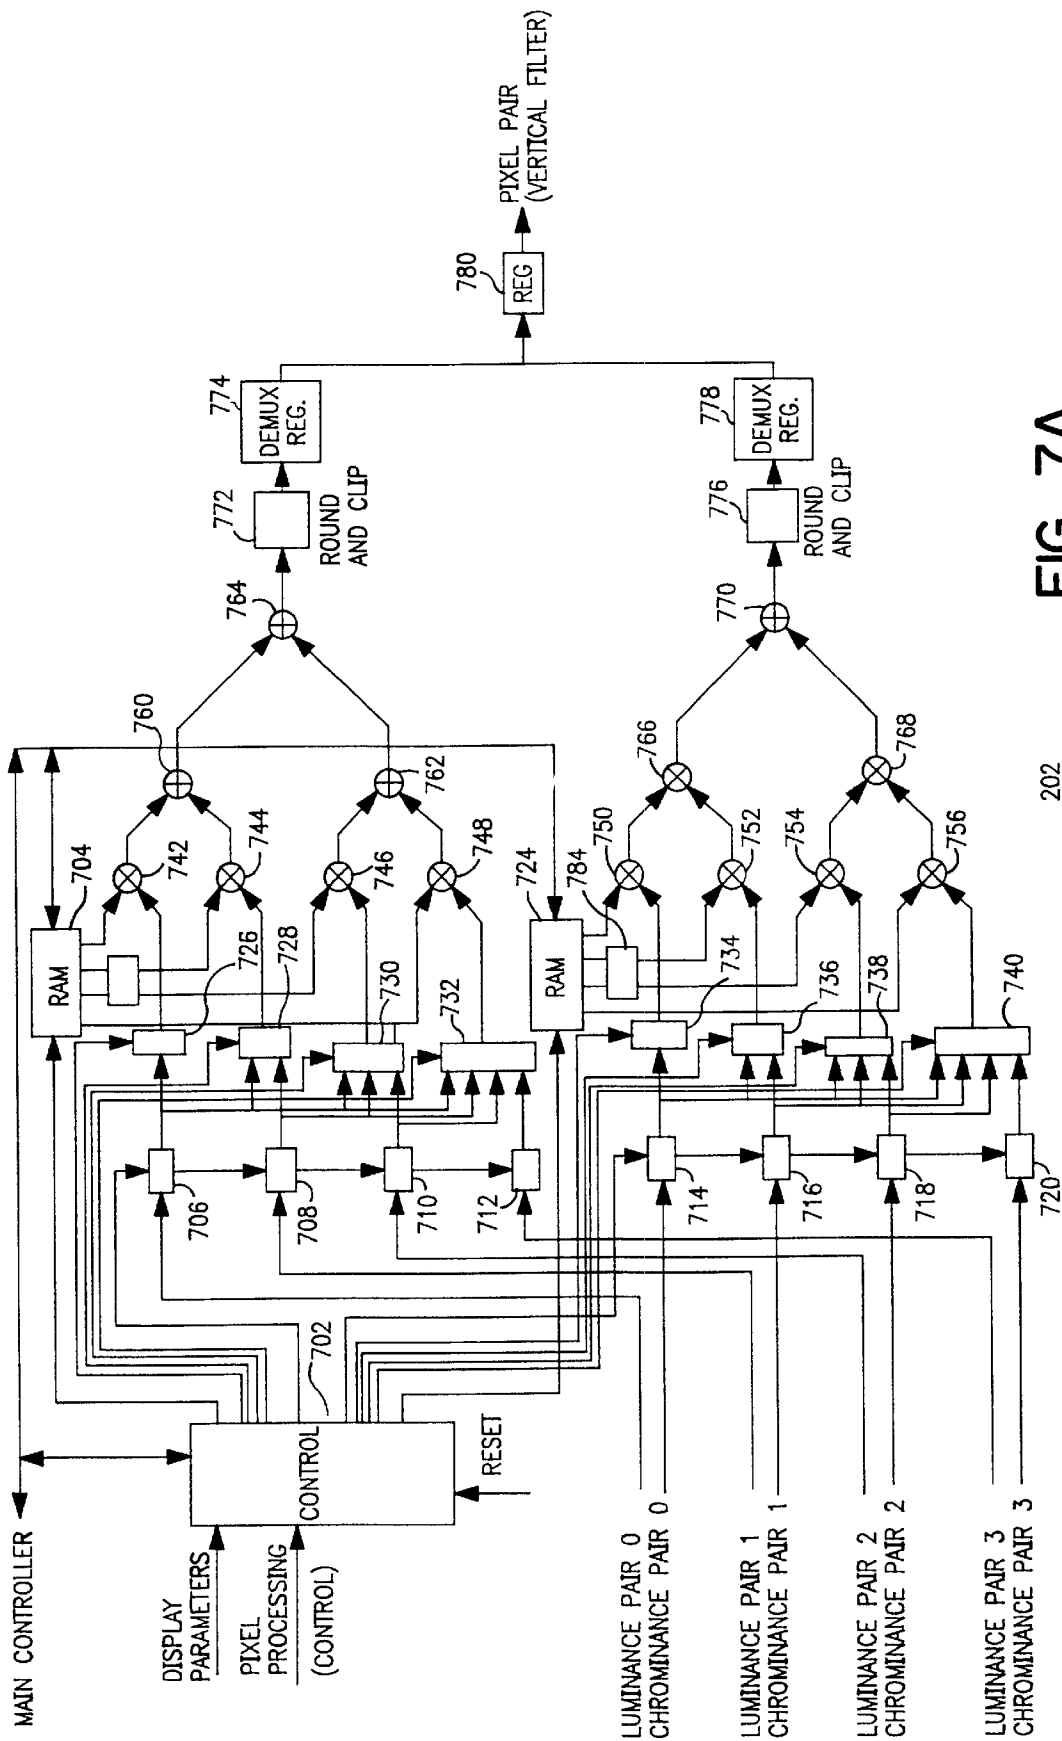 MAIN CONTROLLER
DISPLAY
PARAMETERS
PIXEL
PROCESSING
(CONTROL)
CONTROL
702
RESET
RAM
704
706
708
710
712
726
728
730
732
742
744
746
748
760
762
764
772
ROUND
AND CLIP
774
DEMUX
REG.
780
REG
PIXEL PAIR
(VERTICAL FILTER)
LUMINANCE PAIR 0
CHROMINANCE PAIR 0
LUMINANCE PAIR 1
CHROMINANCE PAIR 1
LUMINANCE PAIR 2
CHROMINANCE PAIR 2
LUMINANCE PAIR 3
CHROMINANCE PAIR 3
714
716
718
720
RAM
724
784
734
736
738
740
750
752
754
756
766
768
770
776
ROUND
AND CLIP
778
DEMUX
REG.
202
FIG. 7A